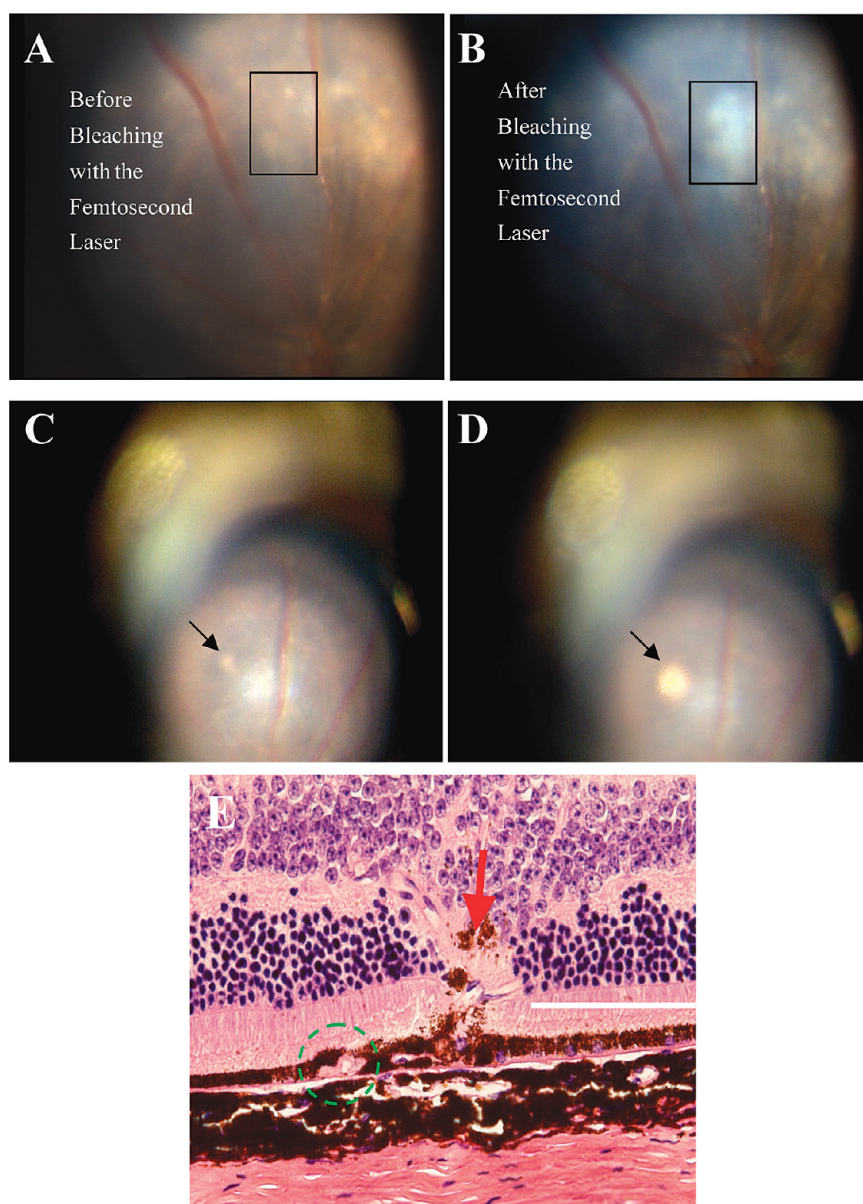 A
Before
Bleaching
with the
Femtosecond
Laser
B
After
Bleaching
with the
Femtosecond
Laser
C
D
E